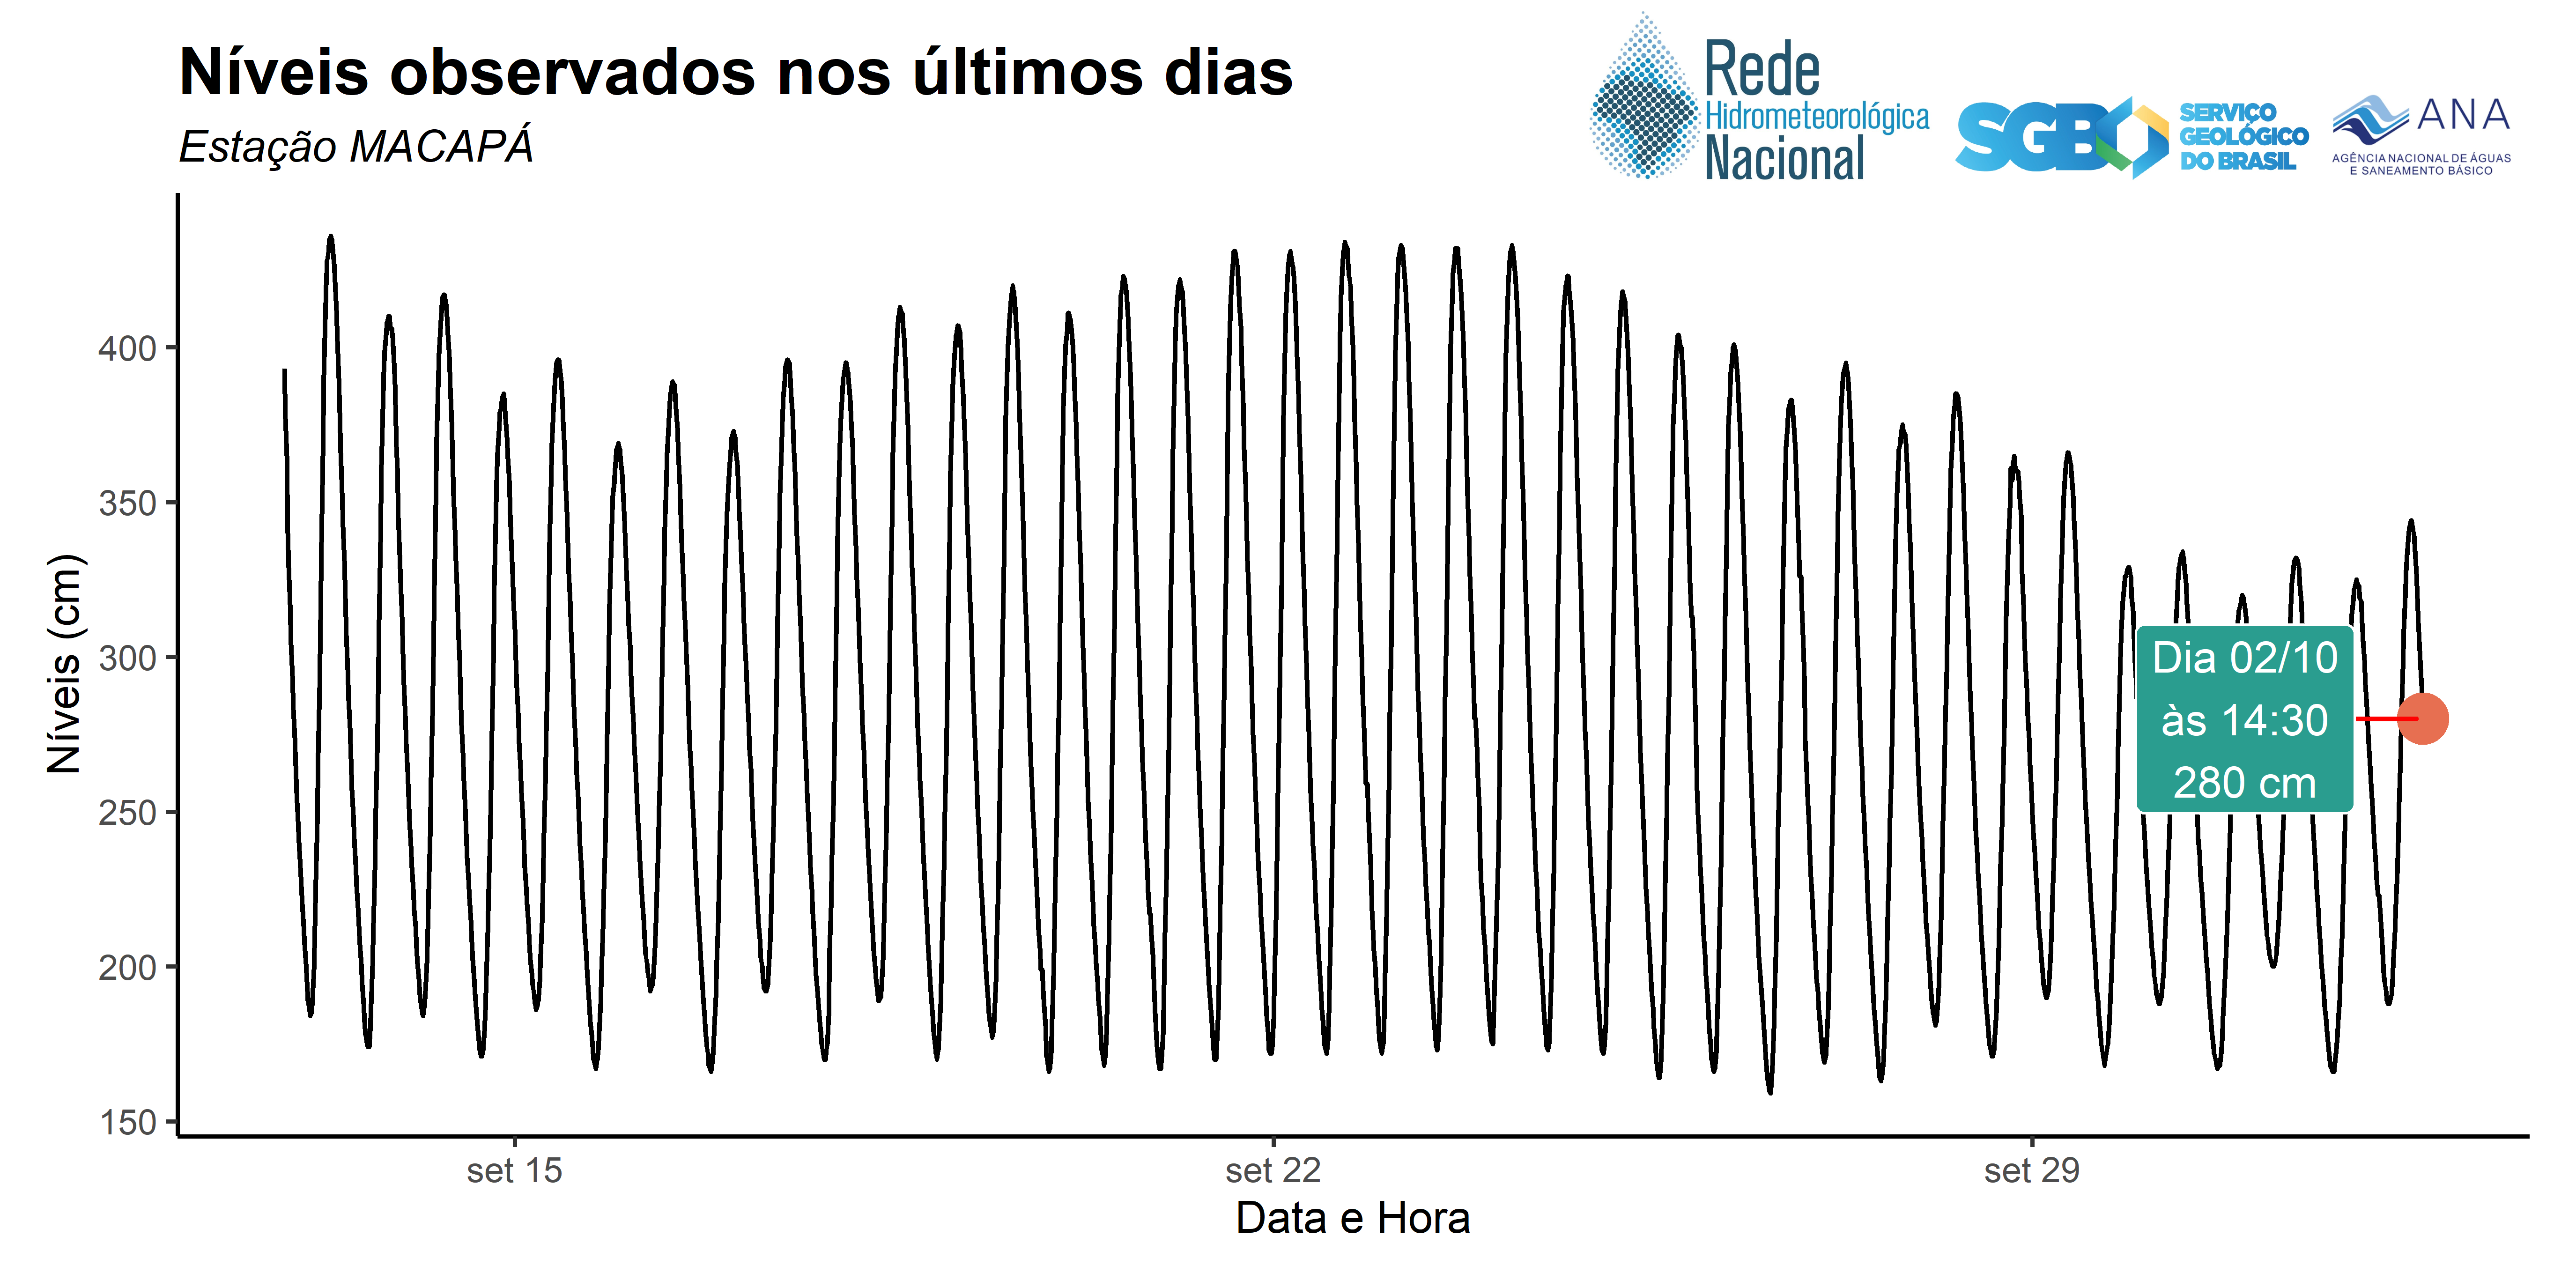 Níveis observados nos últimos dias
Estação MACAPÁ
Rede
Hidrometeorológica
Nacional
SGB
SERVIÇO
GEOLÓGICO
DO BRASIL
ANA
AGÊNCIA NACIONAL DE ÁGUAS
E SANEAMENTO BÁSICO
Níveis (cm)
400
350
300
250
200
150
Dia 02/10
às 14:30
280 cm
set 15
set 22
set 29
Data e Hora